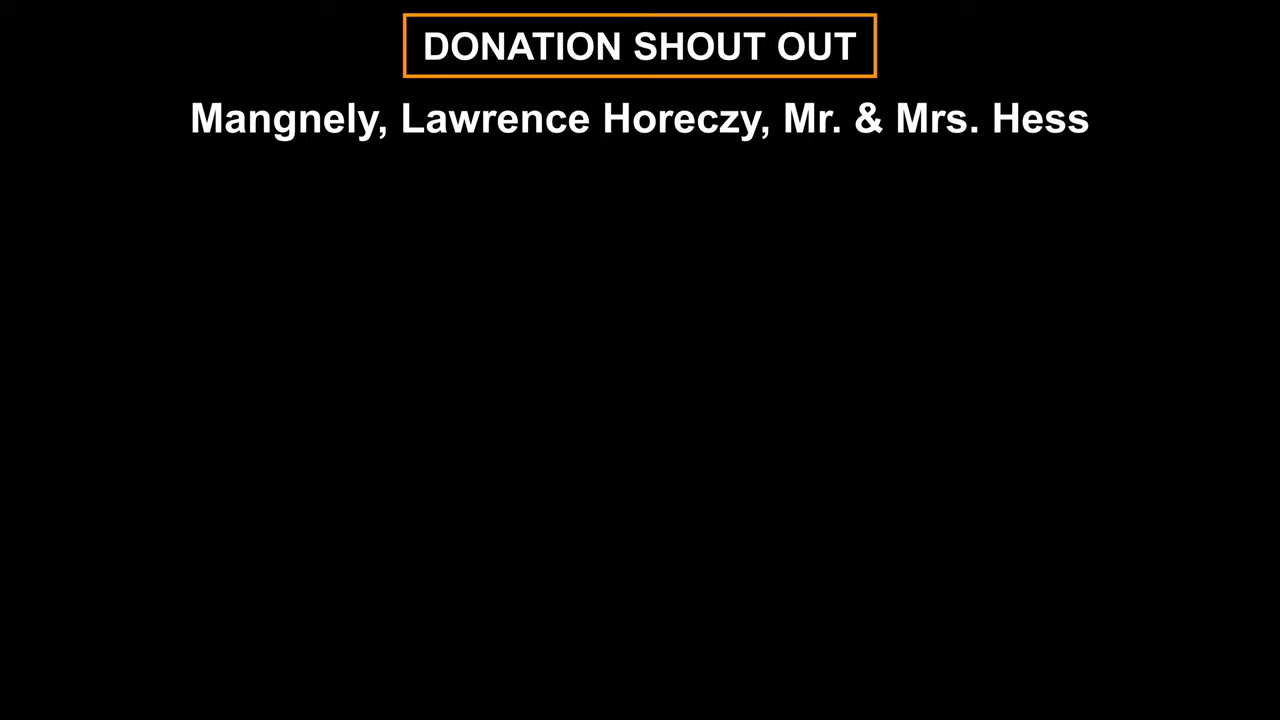 DONATION SHOUT OUT
Mangnely, Lawrence Horeczy, Mr. & Mrs. Hess